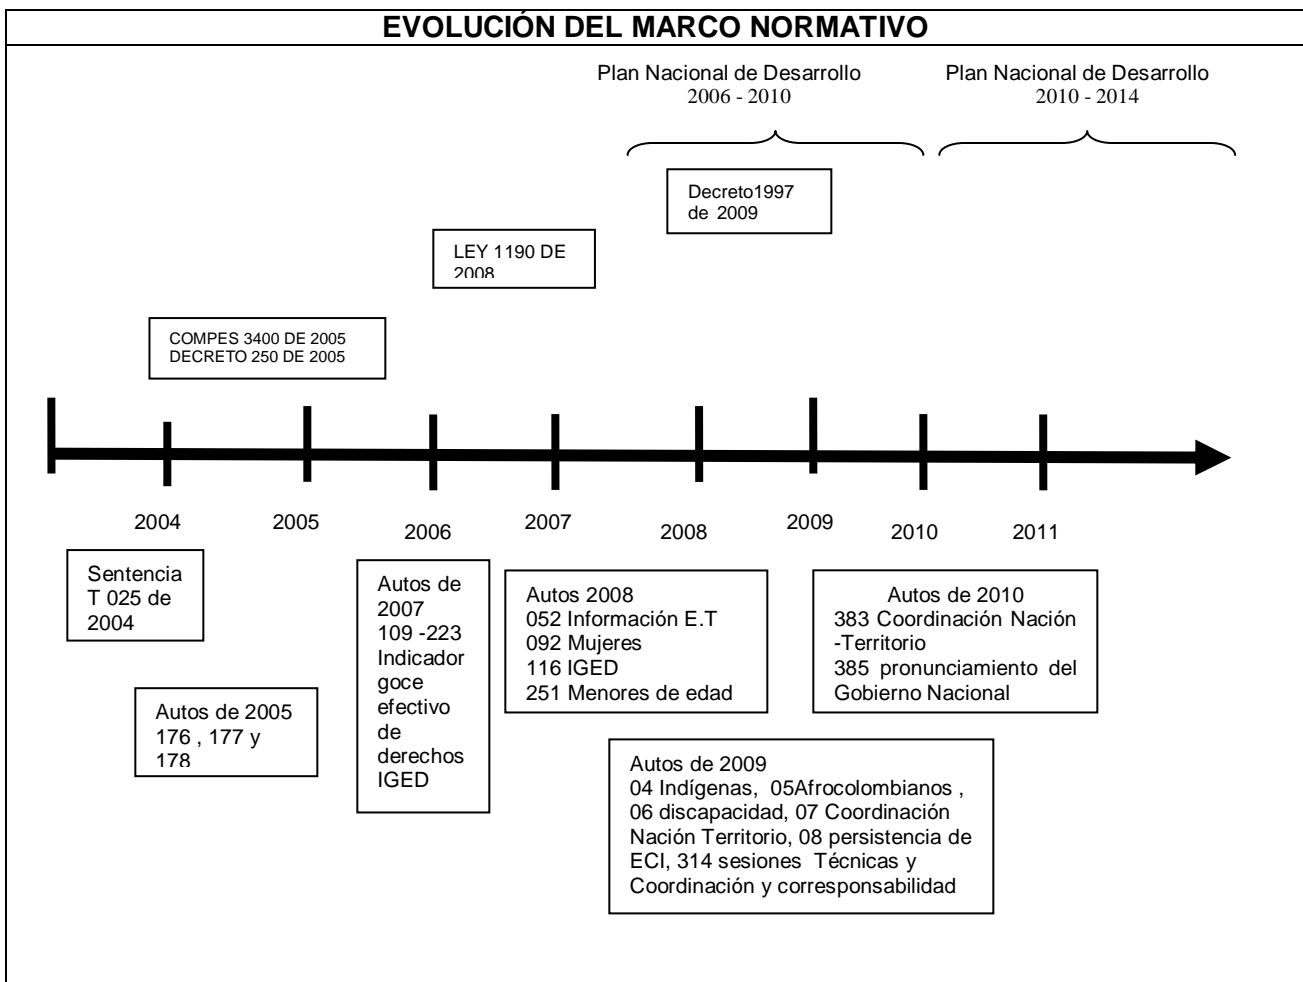 EVOLUCIÓN DEL MARCO NORMATIVO
Plan Nacional de Desarrollo
2006 - 2010
Plan Nacional de Desarrollo
2010 - 2014
Decreto1997
de 2009
LEY 1190 DE
2008
COMPES 3400 DE 2005
DECRETO 250 DE 2005
2004
2005
2006
2007
2008
2009
2010
2011
Sentencia
T 025 de
2004
Autos de 2005
176 , 177 y
178
Autos de
2007
109 -223
Indicador
goce
efectivo
de
derechos
IGED
Autos 2008
052 Información E.T
092 Mujeres
116 IGED
251 Menores de edad
Autos de 2009
04 Indígenas, 05Afrocolombianos ,
06 discapacidad, 07 Coordinación
Nación Territorio, 08 persistencia de
ECI, 314 sesiones Técnicas y
Coordinación y corresponsabilidad
Autos de 2010
383 Coordinación Nación
-Territorio
385 pronunciamiento del
Gobierno Nacional